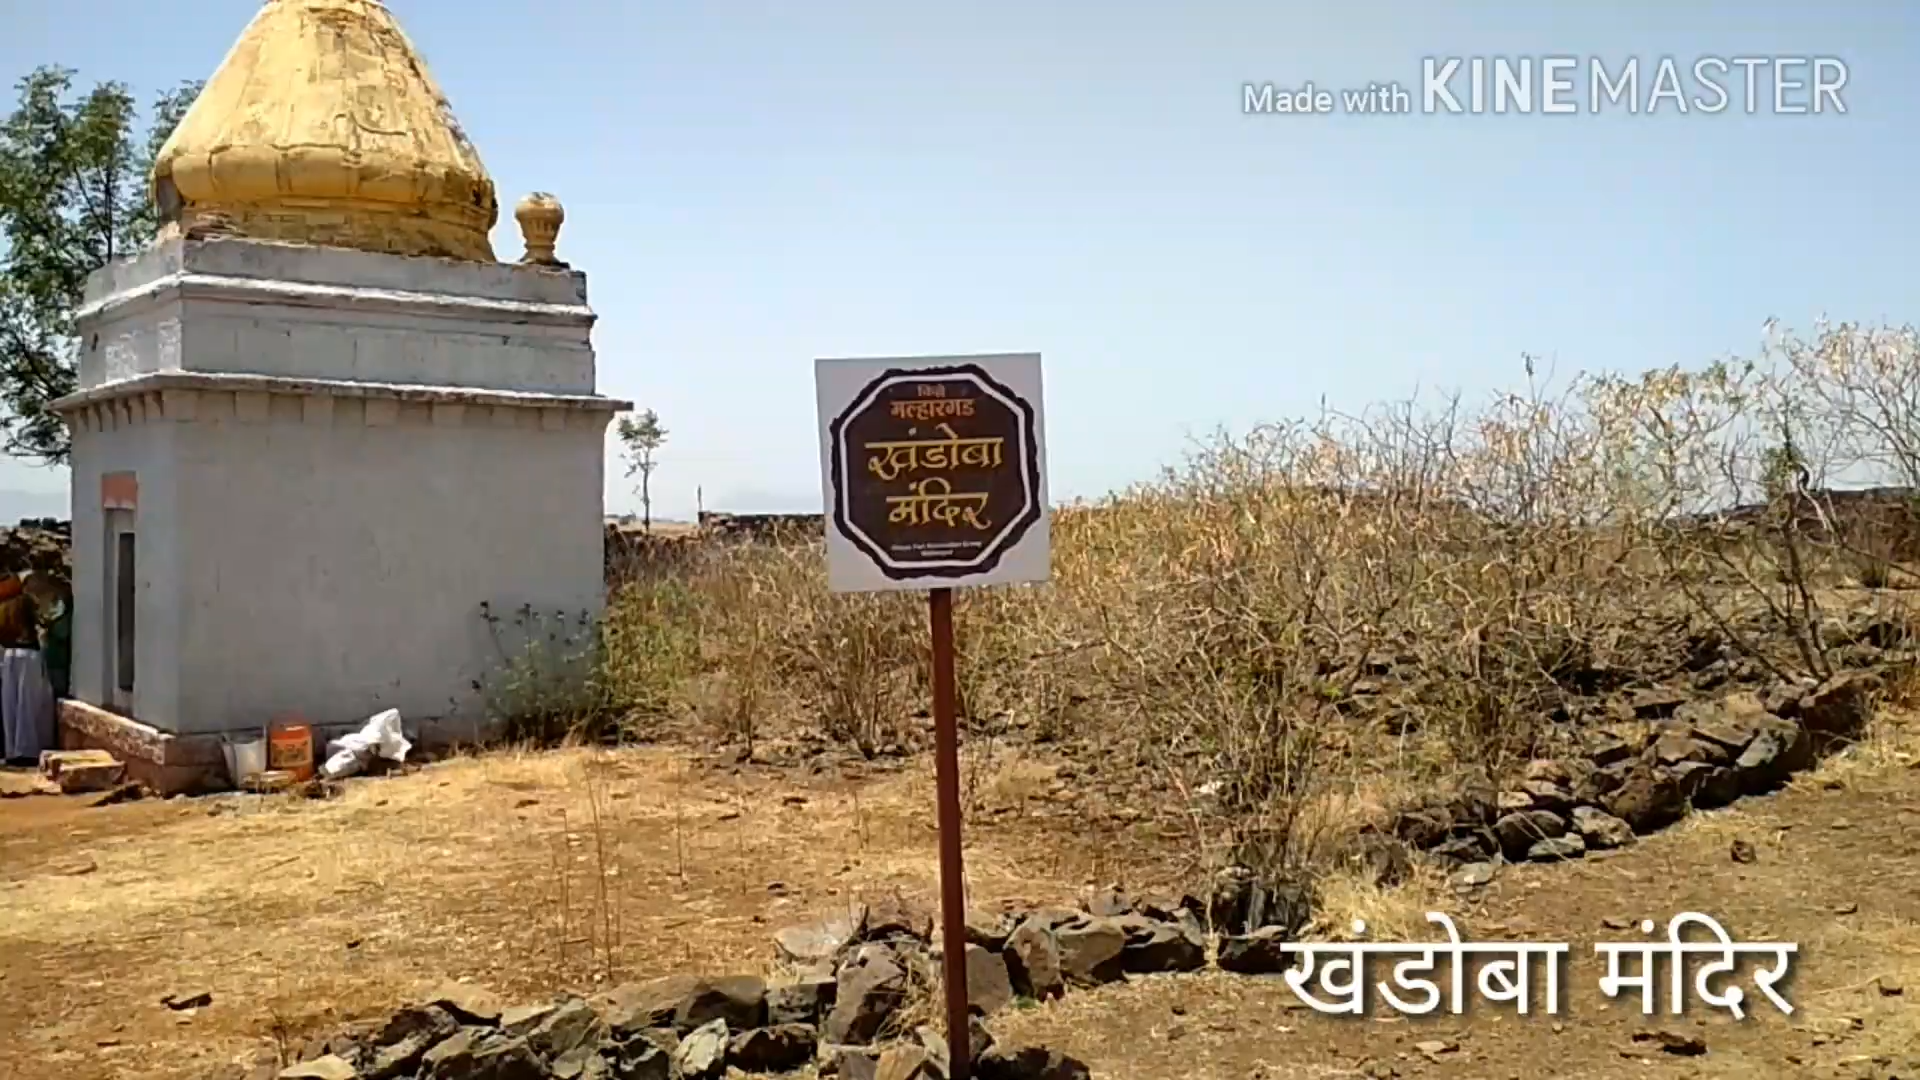 Made with KINEMASTER
किल्ले
मल्हारगड
खंडोबा
मंदिर
खंडोबा मंदिर